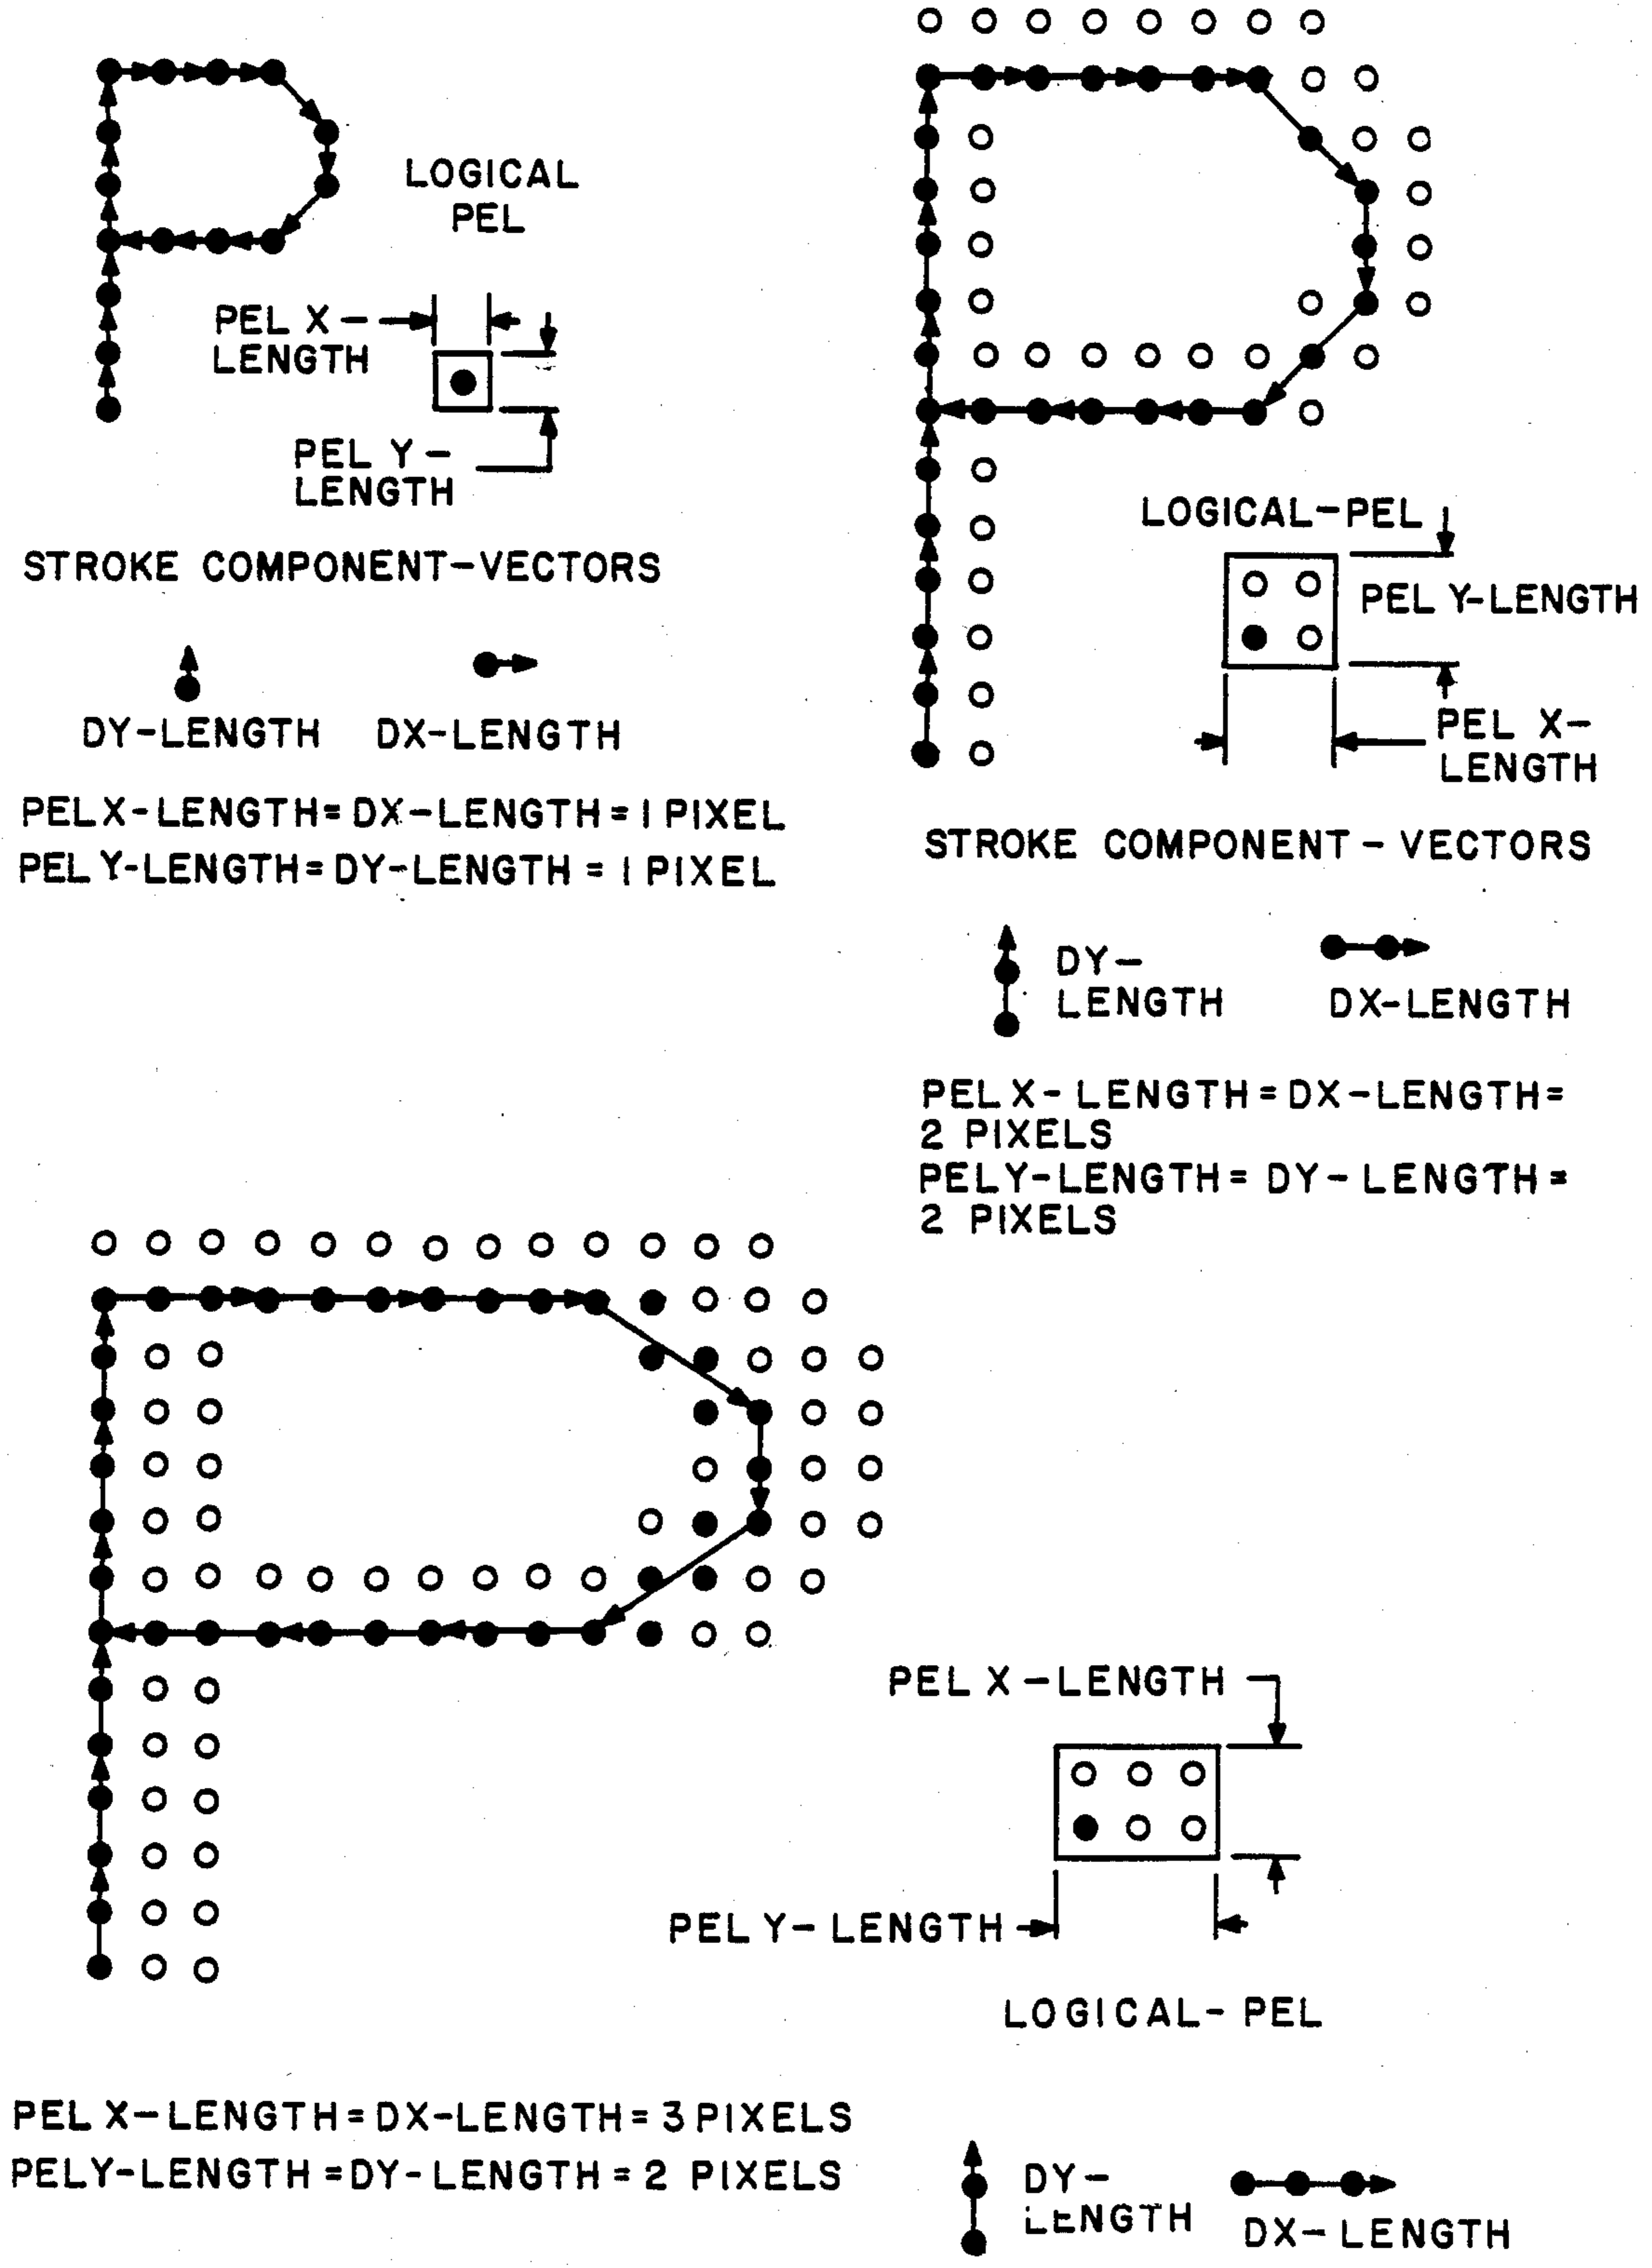 LOGICAL
PEL
PEL X-
LENGTH
PEL Y-
LENGTH
STROKE COMPONENT-VECTORS
DY-LENGTH DX-LENGTH
PEL X-LENGTH = DX-LENGTH = 1 PIXEL
PEL Y-LENGTH = DY-LENGTH = 1 PIXEL
LOGICAL-PEL
PEL Y-LENGTH
PEL X-
LENGTH
STROKE COMPONENT-VECTORS
DY-
LENGTH
DX-LENGTH
PEL X-LENGTH = DX-LENGTH =
2 PIXELS
PEL Y-LENGTH = DY-LENGTH =
2 PIXELS
PEL X-LENGTH
PEL Y-LENGTH
LOGICAL-PEL
PEL X-LENGTH = DX-LENGTH = 3 PIXELS
PEL Y-LENGTH = DY-LENGTH = 2 PIXELS
DY-
LENGTH
DX-LENGTH